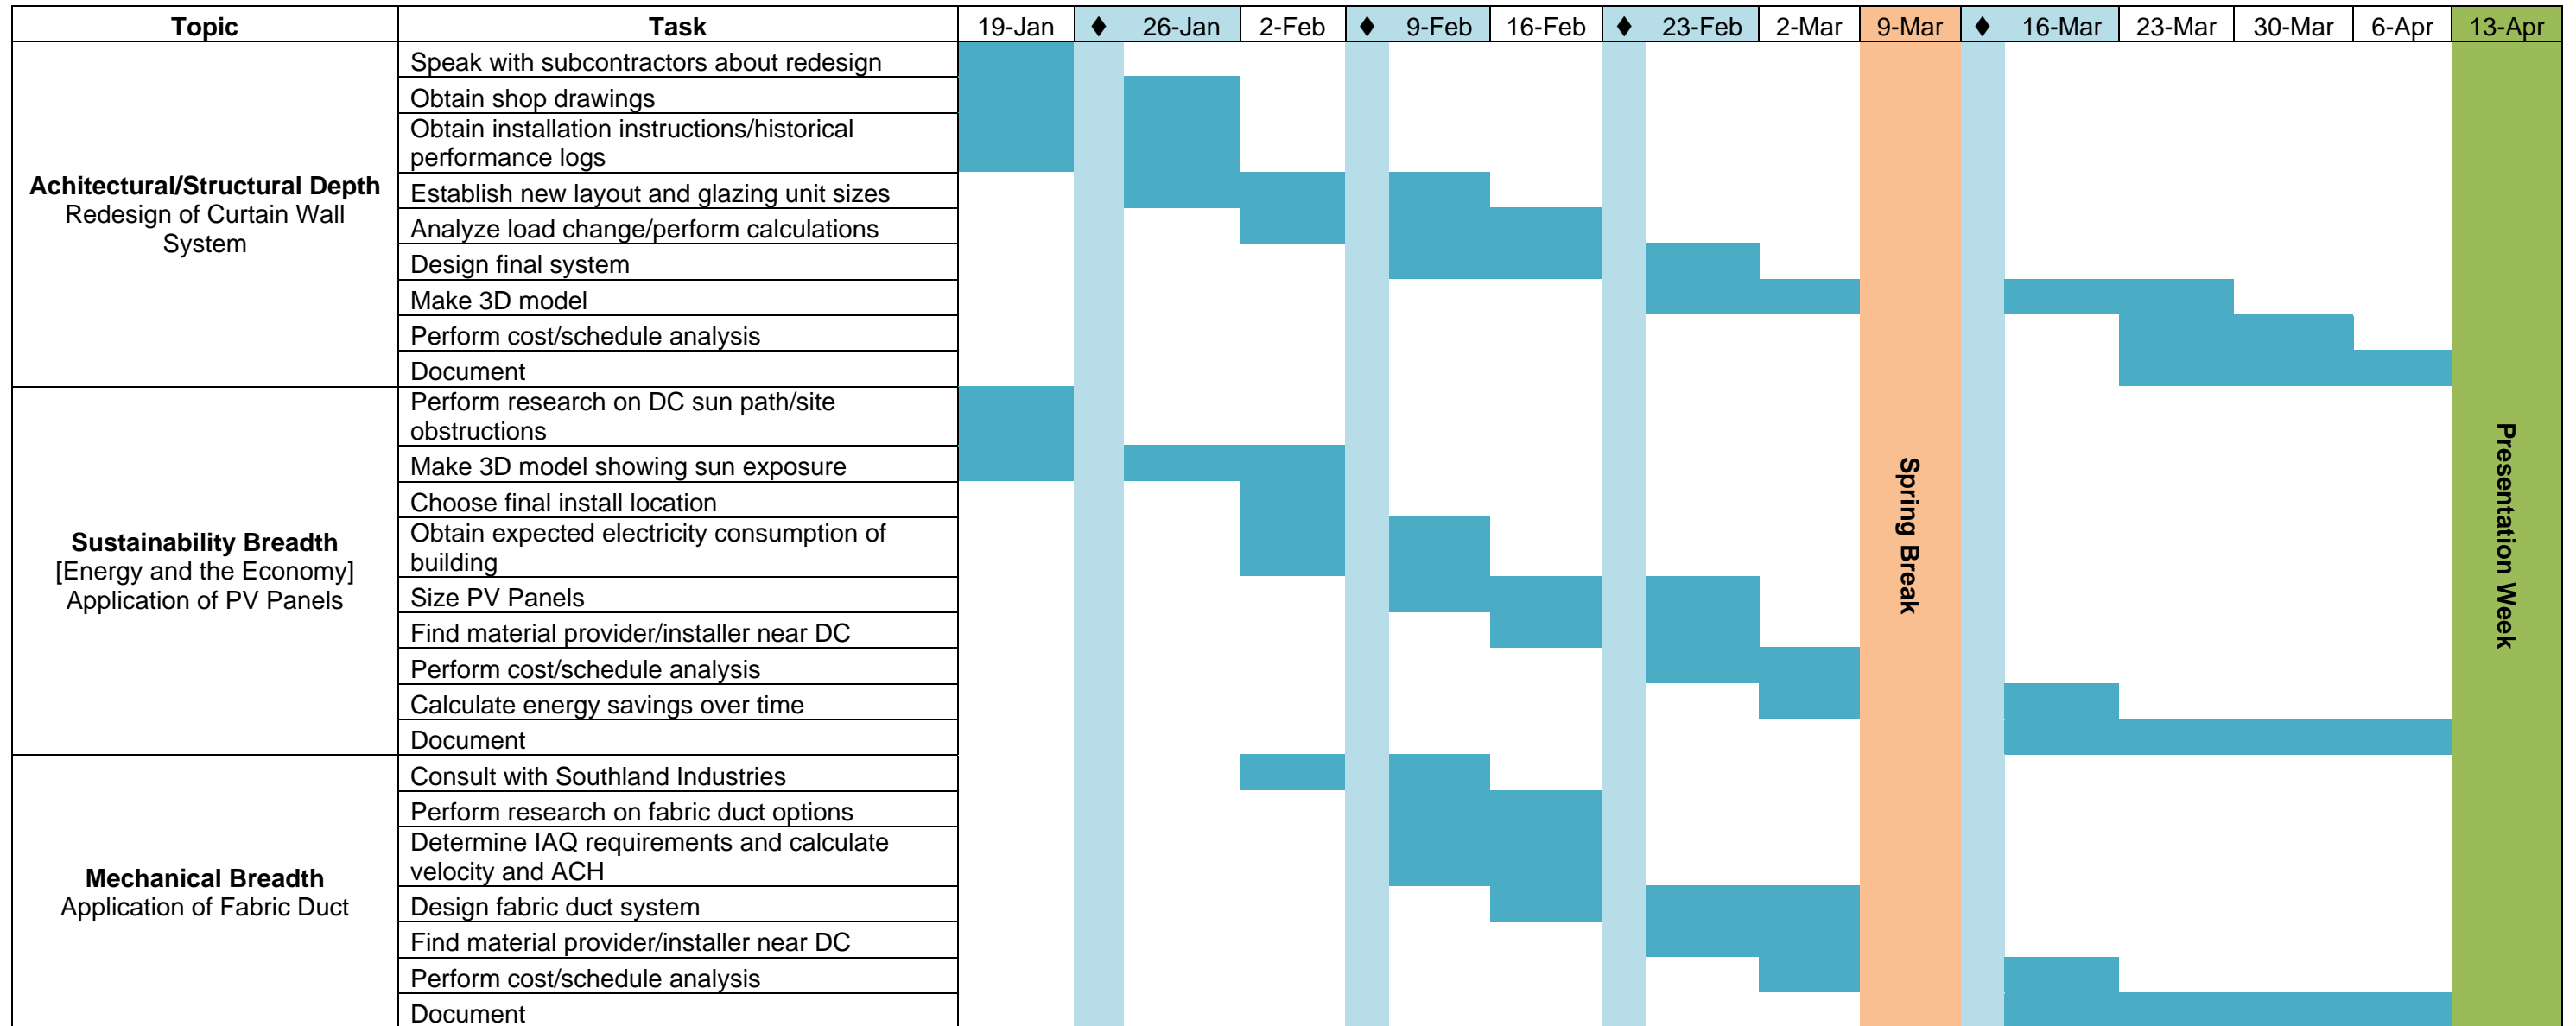 Topic Task 19-Jan ♦ 26-Jan 2-Feb ♦ 9-Feb 16-Feb ♦ 23-Feb 2-Mar 9-Mar ♦ 16-Mar 23-Mar 30-Mar 6-Apr 13-Apr
Achitectural/Structural Depth
Redesign of Curtain Wall
System
Speak with subcontractors about redesign
Obtain shop drawings
Obtain installation instructions/historical
performance logs
Establish new layout and glazing unit sizes
Analyze load change/perform calculations
Design final system
Make 3D model
Perform cost/schedule analysis
Document
Sustainability Breadth
[Energy and the Economy]
Application of PV Panels
Perform research on DC sun path/site
obstructions
Make 3D model showing sun exposure
Choose final install location
Obtain expected electricity consumption of
building
Size PV Panels
Find material provider/installer near DC
Perform cost/schedule analysis
Calculate energy savings over time
Document
Mechanical Breadth
Application of Fabric Duct
Consult with Southland Industries
Perform research on fabric duct options
Determine IAQ requirements and calculate
velocity and ACH
Design fabric duct system
Find material provider/installer near DC
Perform cost/schedule analysis
Document
Spring Break
Presentation Week